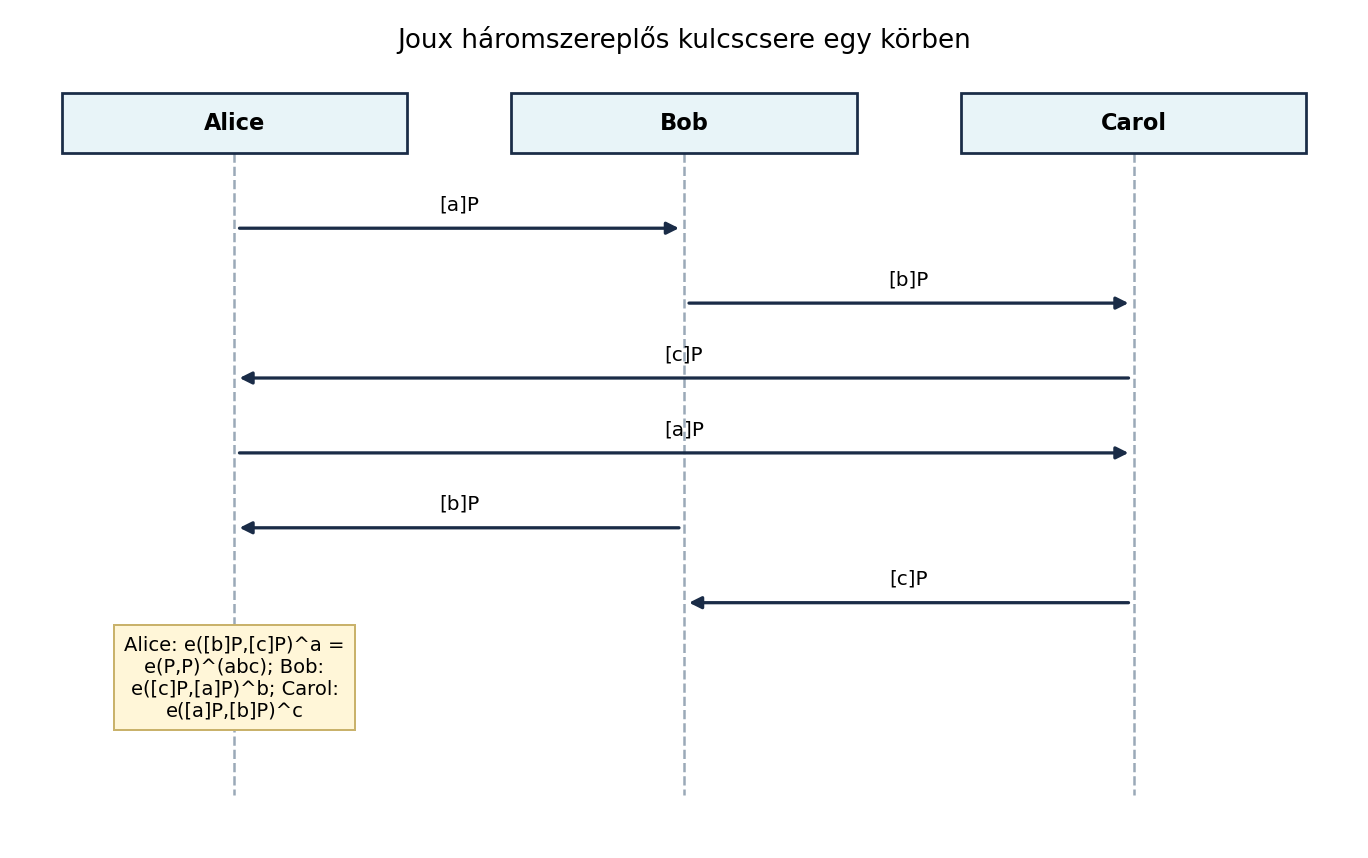 Joux háromszereplős kulcscsere egy körben
Alice
Bob
Carol
[a]P
[b]P
[c]P
[a]P
[b]P
[c]P
Alice: e([b]P,[c]P)^a =
e(P,P)^(abc); Bob:
e([c]P,[a]P)^b; Carol:
e([a]P,[b]P)^c